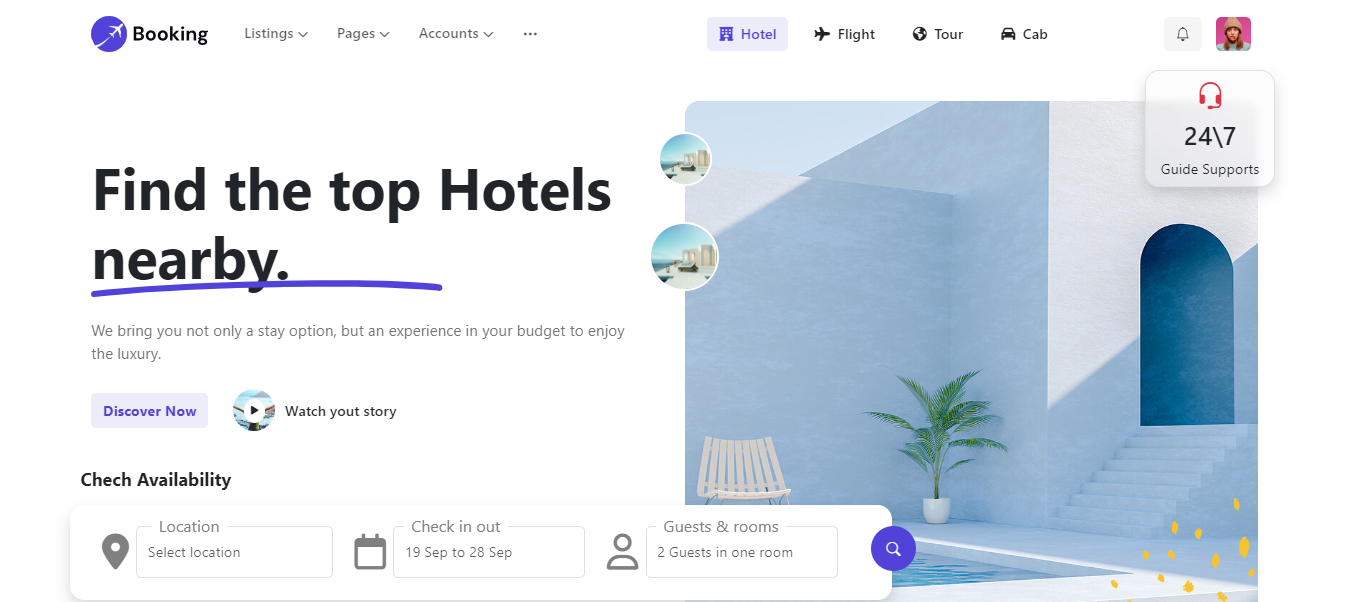 Booking
Listings
Pages
Accounts
Hotel
Flight
Tour
Cab
24\7
Guide Supports
Find the top Hotels
nearby.
We bring you not only a stay option, but an experience in your budget to enjoy
the luxury.
Discover Now
Watch yout story
Chech Availability
Location
Select location
Check in out
19 Sep to 28 Sep
Guests & rooms
2 Guests in one room